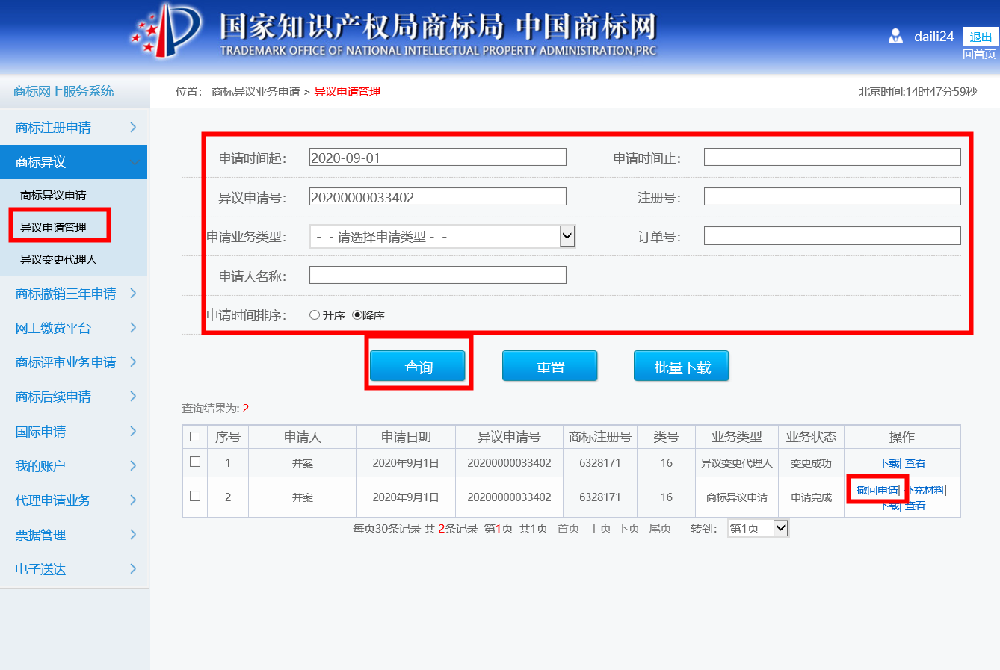 国家知识产权局商标局 中国商标网
TRADEMARK OFFICE OF NATIONAL INTELLECTUAL PROPERTY ADMINISTRATION,PRC
daili24 退出
回首页
商标网上服务系统
位置： 商标异议业务申请 > 异议申请管理
北京时间:14时47分59秒
商标注册申请
商标异议
商标异议申请
异议申请管理
异议变更代理人
商标撤销三年申请
网上缴费平台
商标评审业务申请
商标后续申请
国际申请
我的账户
代理申请业务
票据管理
电子送达
申请时间起： 2020-09-01 申请时间止：
异议申请号： 20200000033402 注册号：
申请业务类型： - - 请选择申请类型 - - 订单号：
申请人名称：
申请时间排序： 升序 降序
查询 重置 批量下载
查询结果为: 2
序号 申请人 申请日期 异议申请号 商标注册号 类号 业务类型 业务状态 操作
1 并案 2020年9月1日 20200000033402 6328171 16 异议变更代理人 变更成功 下载| 查看
2 并案 2020年9月1日 20200000033402 6328171 16 商标异议申请 申请完成 撤回申请| 补充材料|
下载| 查看
每页30条记录 共 2条记录 第1页 共1页 首页 上页 下页 尾页 转到： 第1页